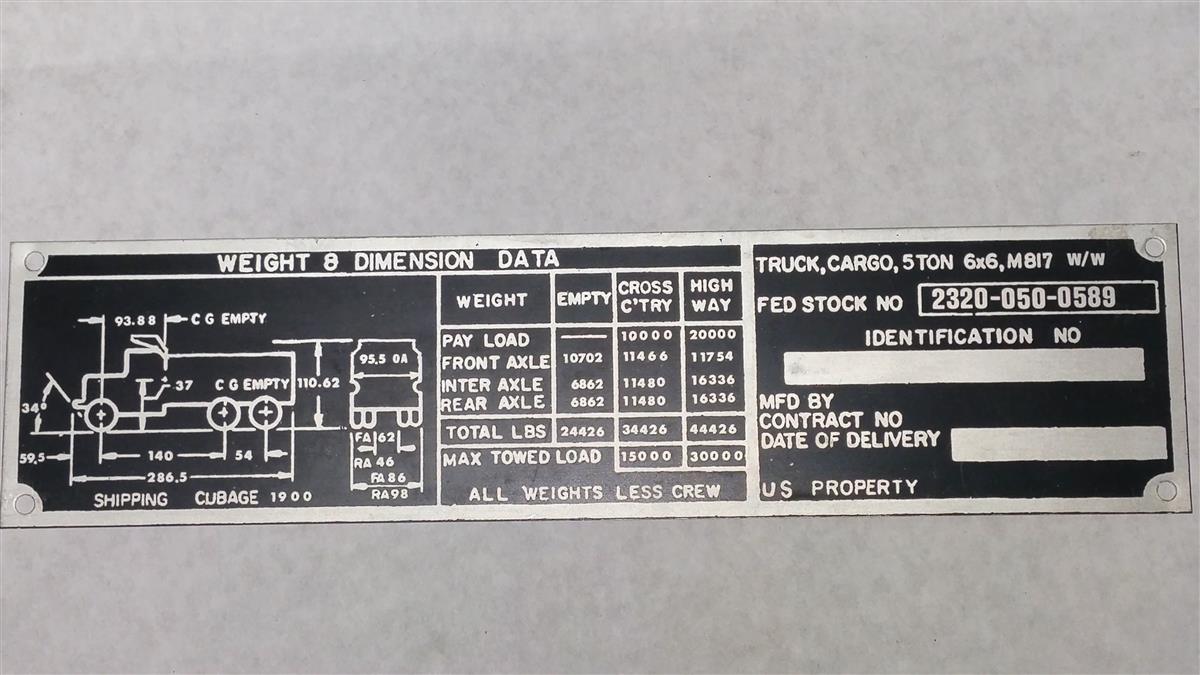 WEIGHT & DIMENSION DATA
93.88 C G EMPTY
37 C G EMPTY
110.62
95.5 OA
34°
59.5
140
54
286.5
FA 62
RA 46
FA 86
RA 98
SHIPPING CUBAGE 1900
WEIGHT EMPTY CROSS C'TRY HIGH WAY
PAY LOAD — 10000 20000
FRONT AXLE 10702 11466 11754
INTER AXLE 6862 11480 16336
REAR AXLE 6862 11480 16336
TOTAL LBS 24426 34426 44426
MAX TOWED LOAD 15000 30000
ALL WEIGHTS LESS CREW
TRUCK, CARGO, 5 TON 6x6, M817 W/W
FED STOCK NO 2320-050-0589
IDENTIFICATION NO
MFD BY
CONTRACT NO
DATE OF DELIVERY
US PROPERTY